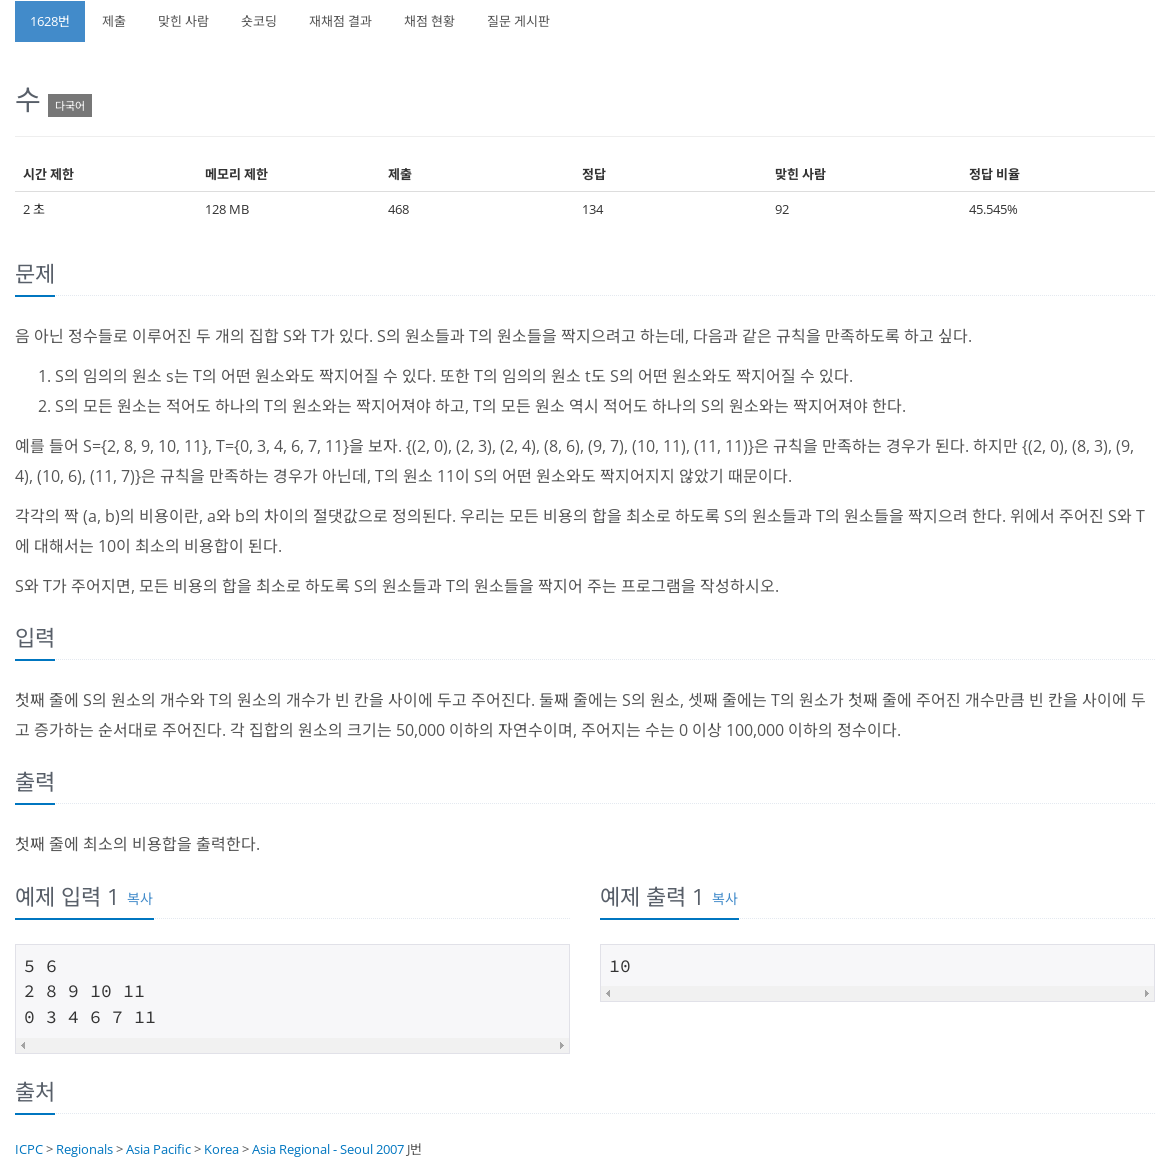 1628번 제출 맞힌 사람 숏코딩 재채점 결과 채점 현황 질문 게시판
수 다국어
시간 제한 메모리 제한 제출 정답 맞힌 사람 정답 비율
2 초 128 MB 468 134 92 45.545%
문제
음 아닌 정수들로 이루어진 두 개의 집합 S와 T가 있다. S의 원소들과 T의 원소들을 짝지으려고 하는데, 다음과 같은 규칙을 만족하도록 하고 싶다.
1. S의 임의의 원소 s는 T의 어떤 원소와도 짝지어질 수 있다. 또한 T의 임의의 원소 t도 S의 어떤 원소와도 짝지어질 수 있다.
2. S의 모든 원소는 적어도 하나의 T의 원소와는 짝지어져야 하고, T의 모든 원소 역시 적어도 하나의 S의 원소와는 짝지어져야 한다.
예를 들어 S={2, 8, 9, 10, 11}, T={0, 3, 4, 6, 7, 11}을 보자. {(2, 0), (2, 3), (2, 4), (8, 6), (9, 7), (10, 11), (11, 11)}은 규칙을 만족하는 경우가 된다. 하지만 {(2, 0), (8, 3), (9,
4), (10, 6), (11, 7)}은 규칙을 만족하는 경우가 아닌데, T의 원소 11이 S의 어떤 원소와도 짝지어지지 않았기 때문이다.
각각의 짝 (a, b)의 비용이란, a와 b의 차이의 절댓값으로 정의된다. 우리는 모든 비용의 합을 최소로 하도록 S의 원소들과 T의 원소들을 짝지으려 한다. 위에서 주어진 S와 T
에 대해서는 10이 최소의 비용합이 된다.
S와 T가 주어지면, 모든 비용의 합을 최소로 하도록 S의 원소들과 T의 원소들을 짝지어 주는 프로그램을 작성하시오.
입력
첫째 줄에 S의 원소의 개수와 T의 원소의 개수가 빈 칸을 사이에 두고 주어진다. 둘째 줄에는 S의 원소, 셋째 줄에는 T의 원소가 첫째 줄에 주어진 개수만큼 빈 칸을 사이에 두
고 증가하는 순서대로 주어진다. 각 집합의 원소의 크기는 50,000 이하의 자연수이며, 주어지는 수는 0 이상 100,000 이하의 정수이다.
출력
첫째 줄에 최소의 비용합을 출력한다.
예제 입력 1 복사
5 6
2 8 9 10 11
0 3 4 6 7 11
예제 출력 1 복사
10
출처
ICPC > Regionals > Asia Pacific > Korea > Asia Regional - Seoul 2007 J번